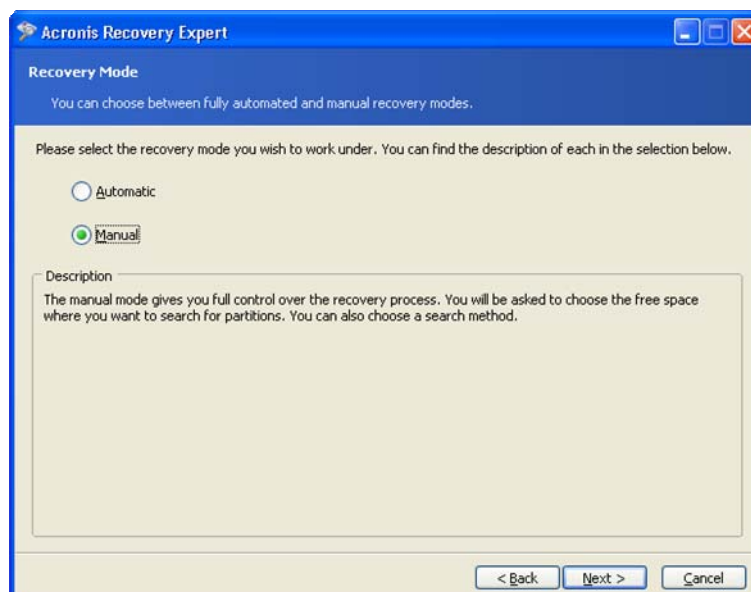 Acronis Recovery Expert
Recovery Mode
You can choose between fully automated and manual recovery modes.
Please select the recovery mode you wish to work under. You can find the description of each in the selection below.
Automatic
Manual
Description
The manual mode gives you full control over the recovery process. You will be asked to choose the free space
where you want to search for partitions. You can also choose a search method.
< Back
Next >
Cancel